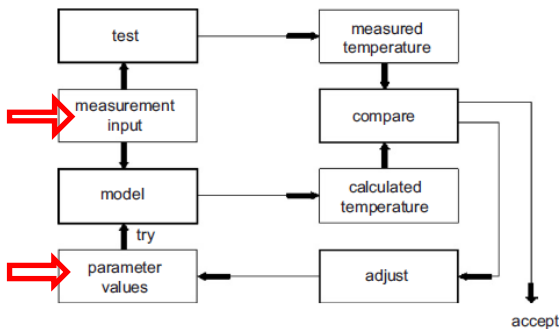 test
measured
temperature
measurement
input
compare
model
calculated
temperature
try
parameter
values
adjust
accept